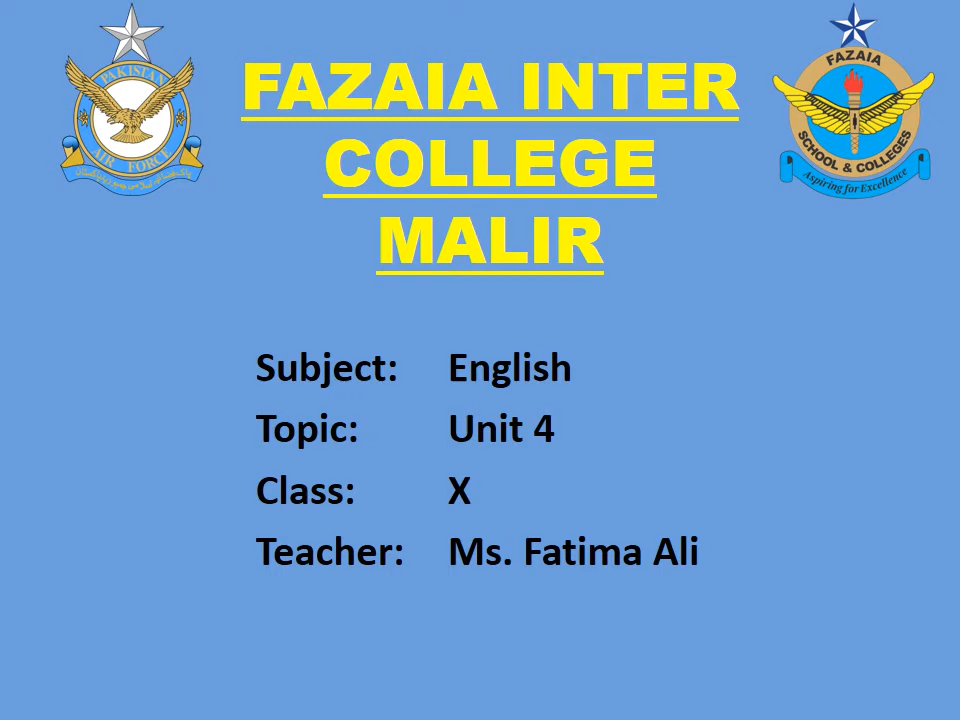 PAKISTAN
AIR FORCE
FAZAIA INTER
COLLEGE
MALIR
FAZAIA
SCHOOL & COLLEGES
Aspiring for Excellence
Subject: English
Topic: Unit 4
Class: X
Teacher: Ms. Fatima Ali